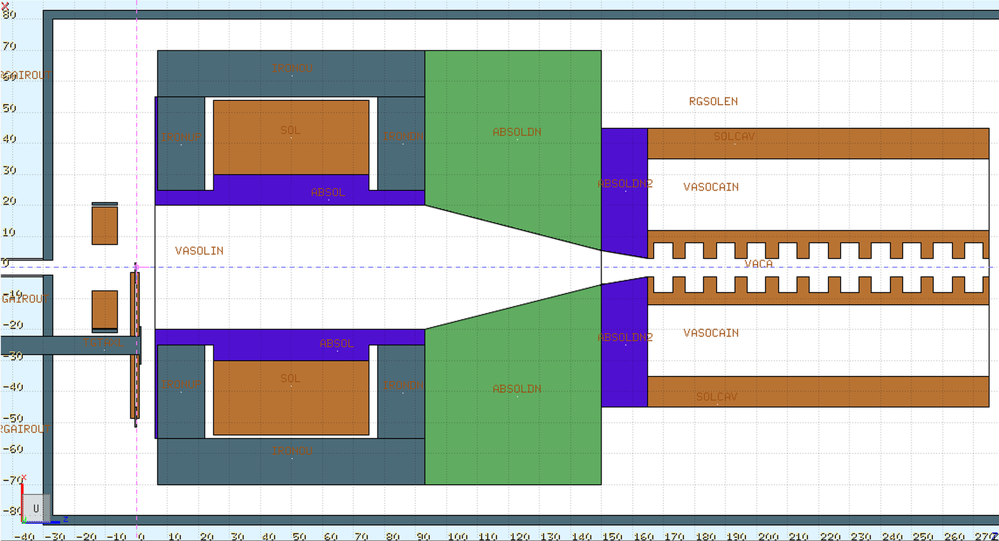 X
80
70
IRONDU
RGAIROUT
60
RGSOLEN
50
SOL
ABSOLDN
IRONUP
IRONDN
SOLCAV
40
30
ABSOLDN2
VASOCAIN
ABSOL
20
10
VASOLIN
VACA
0
-10
GAIROUT
-20
VASOCAIN
ABSOLDN2
TGTAXL
ABSOL
-30
SOL
IRONUP
IRONDN
-40
ABSOLDN
SOLCAV
-50
RGAIROUT
-60
IRONDU
-70
x
U
-80
z
-40 -30 -20 -10 0 10 20 30 40 50 60 70 80 90 100 110 120 130 140 150 160 170 180 190 200 210 220 230 240 250 260 270 Z